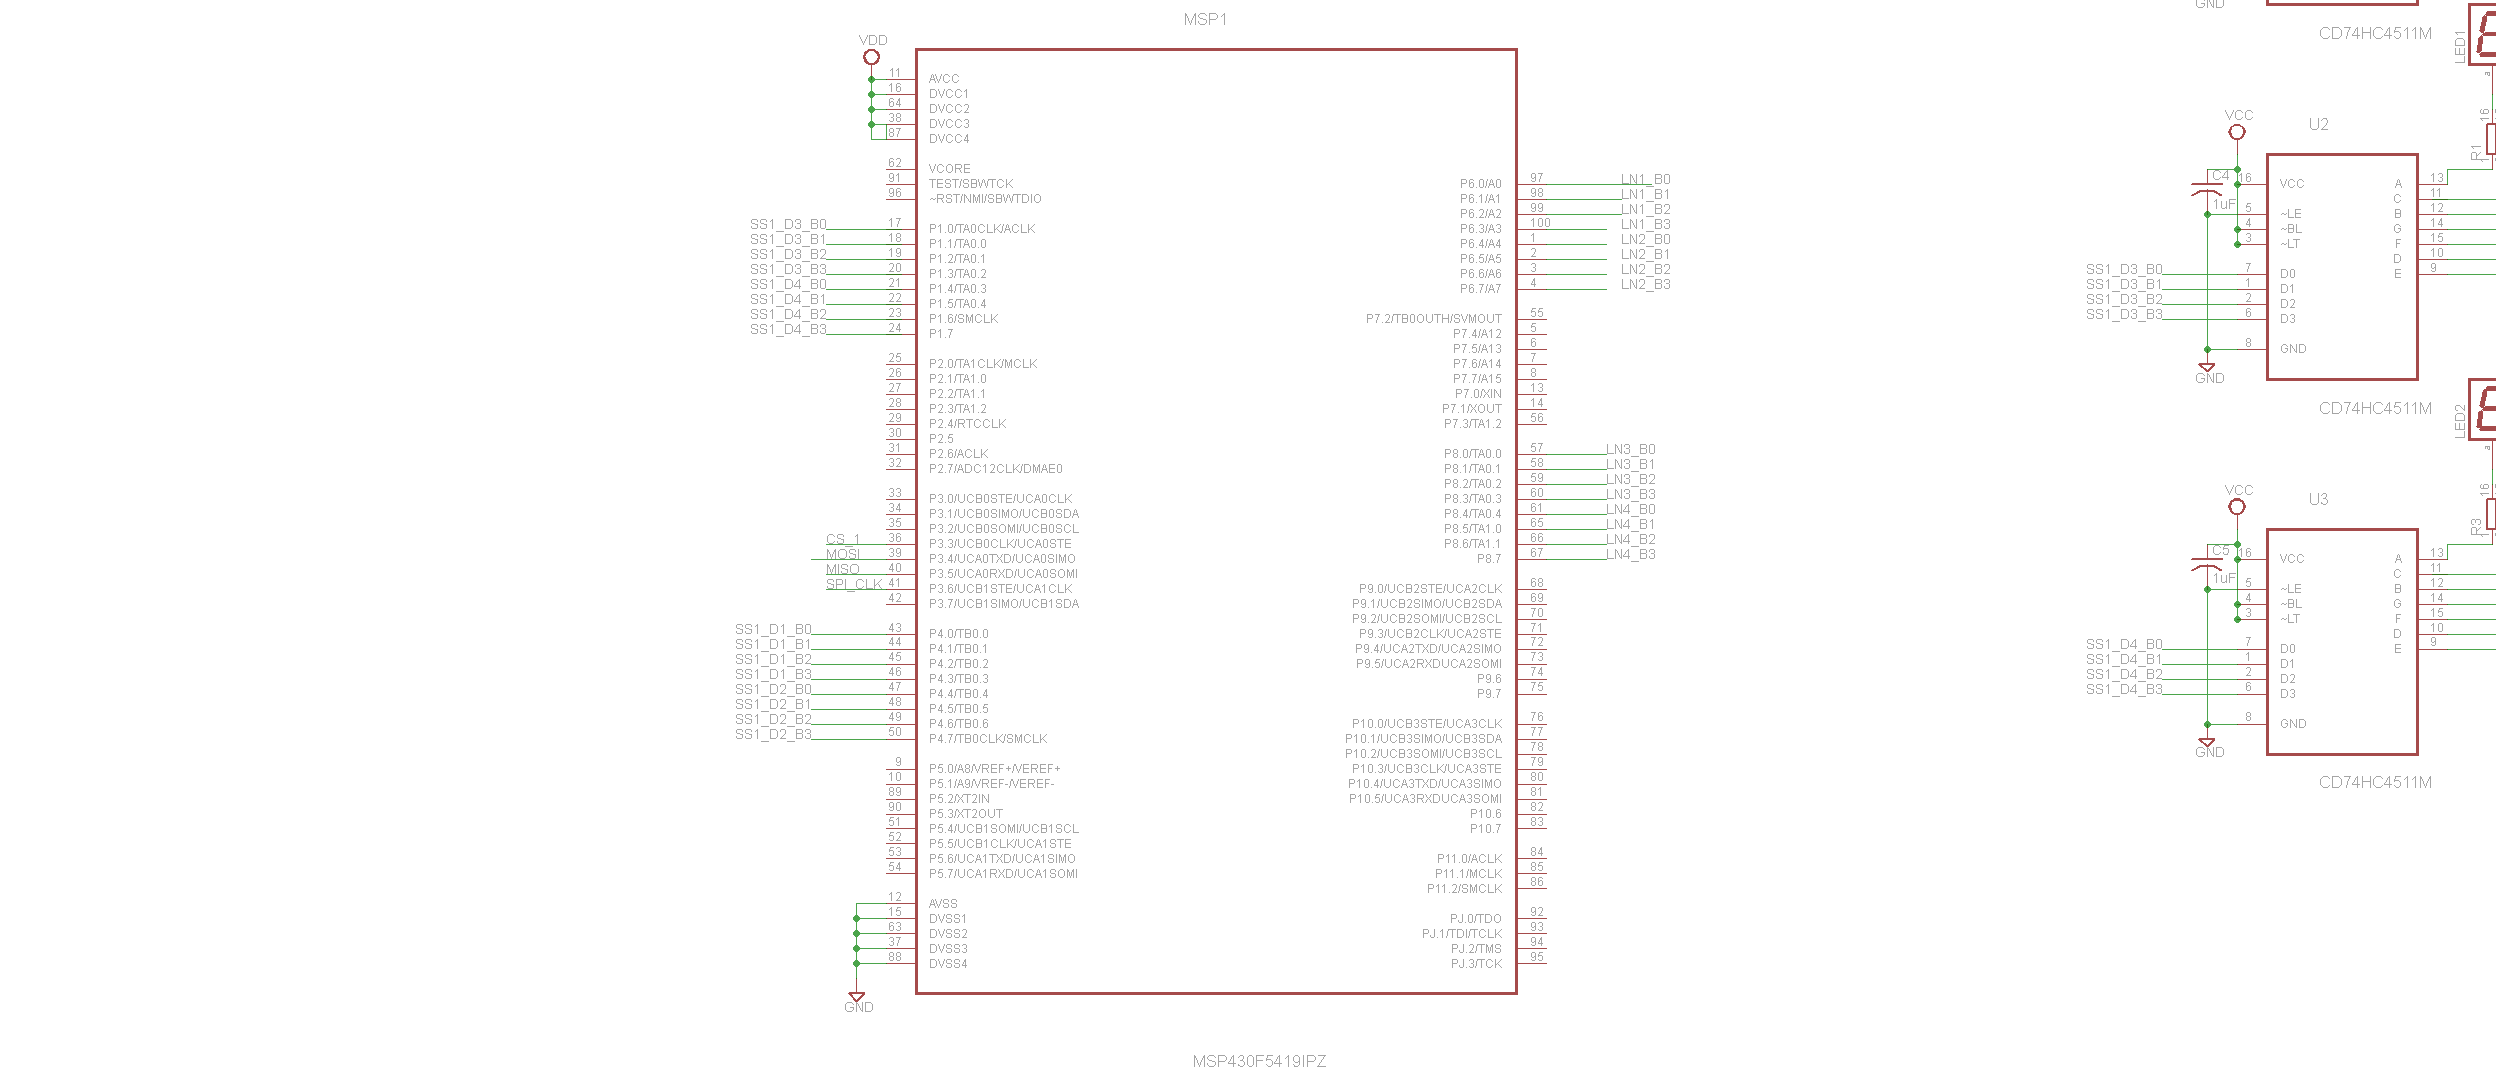 MSP1
VDD
11 AVCC
16 DVCC1
64 DVCC2
38 DVCC3
87 DVCC4
62 VCORE
91 TEST/SBWTCK
96 ~RST/NMI/SBWTDIO
SS1_D3_B0 17 P1.0/TA0CLK/ACLK
SS1_D3_B1 18 P1.1/TA0.0
SS1_D3_B2 19 P1.2/TA0.1
SS1_D3_B3 20 P1.3/TA0.2
SS1_D4_B0 21 P1.4/TA0.3
SS1_D4_B1 22 P1.5/TA0.4
SS1_D4_B2 23 P1.6/SMCLK
SS1_D4_B3 24 P1.7
25 P2.0/TA1CLK/MCLK
26 P2.1/TA1.0
27 P2.2/TA1.1
28 P2.3/TA1.2
29 P2.4/RTCCLK
30 P2.5
31 P2.6/ACLK
32 P2.7/ADC12CLK/DMAE0
33 P3.0/UCB0STE/UCA0CLK
34 P3.1/UCB0SIMO/UCB0SDA
35 P3.2/UCB0SOMI/UCB0SCL
CS_1 36 P3.3/UCB0CLK/UCA0STE
MOSI 39 P3.4/UCA0TXD/UCA0SIMO
MISO 40 P3.5/UCA0RXD/UCA0SOMI
SPI_CLK 41 P3.6/UCB1STE/UCA1CLK
42 P3.7/UCB1SIMO/UCB1SDA
SS1_D1_B0 43 P4.0/TB0.0
SS1_D1_B1 44 P4.1/TB0.1
SS1_D1_B2 45 P4.2/TB0.2
SS1_D1_B3 46 P4.3/TB0.3
SS1_D2_B0 47 P4.4/TB0.4
SS1_D2_B1 48 P4.5/TB0.5
SS1_D2_B2 49 P4.6/TB0.6
SS1_D2_B3 50 P4.7/TB0CLK/SMCLK
9 P5.0/A8/VREF+/VEREF+
10 P5.1/A9/VREF-/VEREF-
89 P5.2/XT2IN
90 P5.3/XT2OUT
51 P5.4/UCB1SOMI/UCB1SCL
52 P5.5/UCB1CLK/UCA1STE
53 P5.6/UCA1TXD/UCA1SIMO
54 P5.7/UCA1RXD/UCA1SOMI
12 AVSS
15 DVSS1
63 DVSS2
37 DVSS3
88 DVSS4
GND
P6.0/A0 97 LN1_B0
P6.1/A1 98 LN1_B1
P6.2/A2 99 LN1_B2
P6.3/A3 100 LN1_B3
P6.4/A4 1 LN2_B0
P6.5/A5 2 LN2_B1
P6.6/A6 3 LN2_B2
P6.7/A7 4 LN2_B3
P7.2/TB0OUTH/SVMOUT 55
P7.4/A12 5
P7.5/A13 6
P7.6/A14 7
P7.7/A15 8
P7.0/XIN 13
P7.1/XOUT 14
P7.3/TA1.2 56
P8.0/TA0.0 57 LN3_B0
P8.1/TA0.1 58 LN3_B1
P8.2/TA0.2 59 LN3_B2
P8.3/TA0.3 60 LN3_B3
P8.4/TA0.4 61 LN4_B0
P8.5/TA1.0 65 LN4_B1
P8.6/TA1.1 66 LN4_B2
P8.7 67 LN4_B3
P9.0/UCB2STE/UCA2CLK 68
P9.1/UCB2SIMO/UCB2SDA 69
P9.2/UCB2SOMI/UCB2SCL 70
P9.3/UCB2CLK/UCA2STE 71
P9.4/UCA2TXD/UCA2SIMO 72
P9.5/UCA2RXDUCA2SOMI 73
P9.6 74
P9.7 75
P10.0/UCB3STE/UCA3CLK 76
P10.1/UCB3SIMO/UCB3SDA 77
P10.2/UCB3SOMI/UCB3SCL 78
P10.3/UCB3CLK/UCA3STE 79
P10.4/UCA3TXD/UCA3SIMO 80
P10.5/UCA3RXDUCA3SOMI 81
P10.6 82
P10.7 83
P11.0/ACLK 84
P11.1/MCLK 85
P11.2/SMCLK 86
PJ.0/TDO 92
PJ.1/TDI/TCLK 93
PJ.2/TMS 94
PJ.3/TCK 95
MSP430F5419IPZ
GND
CD74HC4511M
LED1
a
16
R1
1
VCC
U2
C4
1uF
16 VCC A 13
C 11
5 ~LE B 12
4 ~BL G 14
3 ~LT F 15
D 10
SS1_D3_B0 7 D0 E 9
SS1_D3_B1 1 D1
SS1_D3_B2 2 D2
SS1_D3_B3 6 D3
8 GND
GND
CD74HC4511M
LED2
a
16
R3
1
VCC
U3
C5
1uF
16 VCC A 13
C 11
5 ~LE B 12
4 ~BL G 14
3 ~LT F 15
D 10
SS1_D4_B0 7 D0 E 9
SS1_D4_B1 1 D1
SS1_D4_B2 2 D2
SS1_D4_B3 6 D3
8 GND
GND
CD74HC4511M